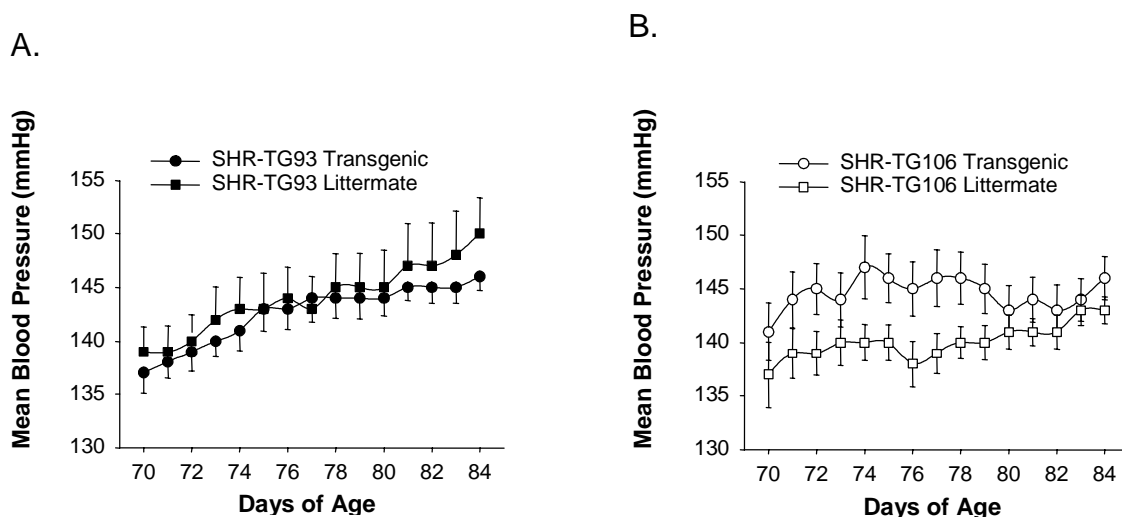 A.
Mean Blood Pressure (mmHg)
SHR-TG93 Transgenic
SHR-TG93 Littermate
155
150
145
140
135
130
70 72 74 76 78 80 82 84
Days of Age
B.
Mean Blood Pressure (mmHg)
SHR-TG106 Transgenic
SHR-TG106 Littermate
155
150
145
140
135
130
70 72 74 76 78 80 82 84
Days of Age